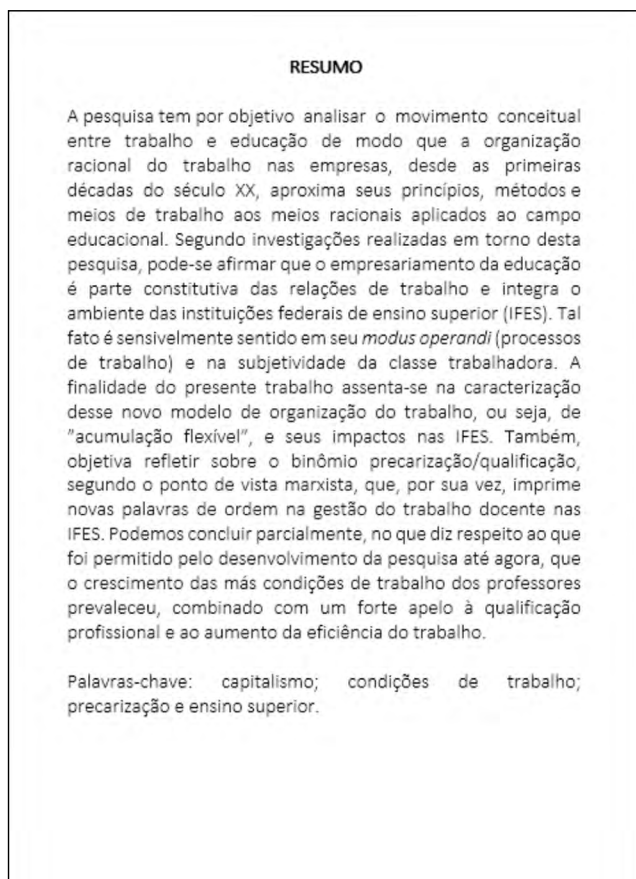 RESUMO
A pesquisa tem por objetivo analisar o movimento conceitual
entre trabalho e educação de modo que a organização
racional do trabalho nas empresas, desde as primeiras
décadas do século XX, aproxima seus princípios, métodos e
meios de trabalho aos meios racionais aplicados ao campo
educacional. Segundo investigações realizadas em torno desta
pesquisa, pode-se afirmar que o empresariamento da educação
é parte constitutiva das relações de trabalho e integra o
ambiente das instituições federais de ensino superior (IFES). Tal
fato é sensivelmente sentido em seu modus operandi (processos
de trabalho) e na subjetividade da classe trabalhadora. A
finalidade do presente trabalho assenta-se na caracterização
desse novo modelo de organização do trabalho, ou seja, de
"acumulação flexível", e seus impactos nas IFES. Também,
objetiva refletir sobre o binômio precarização/qualificação,
segundo o ponto de vista marxista, que, por sua vez, imprime
novas palavras de ordem na gestão do trabalho docente nas
IFES. Podemos concluir parcialmente, no que diz respeito ao que
foi permitido pelo desenvolvimento da pesquisa até agora, que
o crescimento das más condições de trabalho dos professores
prevaleceu, combinado com um forte apelo à qualificação
profissional e ao aumento da eficiência do trabalho.
Palavras-chave: capitalismo; condições de trabalho;
precarização e ensino superior.